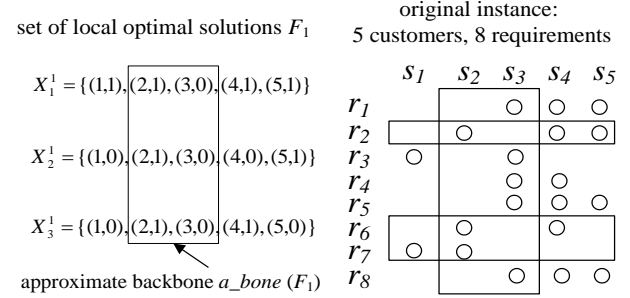 set of local optimal solutions F₁
X₁¹ = {(1,1),(2,1),(3,0),(4,1),(5,1)}
X₂¹ = {(1,0),(2,1),(3,0),(4,0),(5,1)}
X₃¹ = {(1,0),(2,1),(3,0),(4,1),(5,0)}
approximate backbone a_bone (F₁)
original instance:
5 customers, 8 requirements
s₁ s₂ s₃ s₄ s₅
r₁
r₂
r₃
r₄
r₅
r₆
r₇
r₈